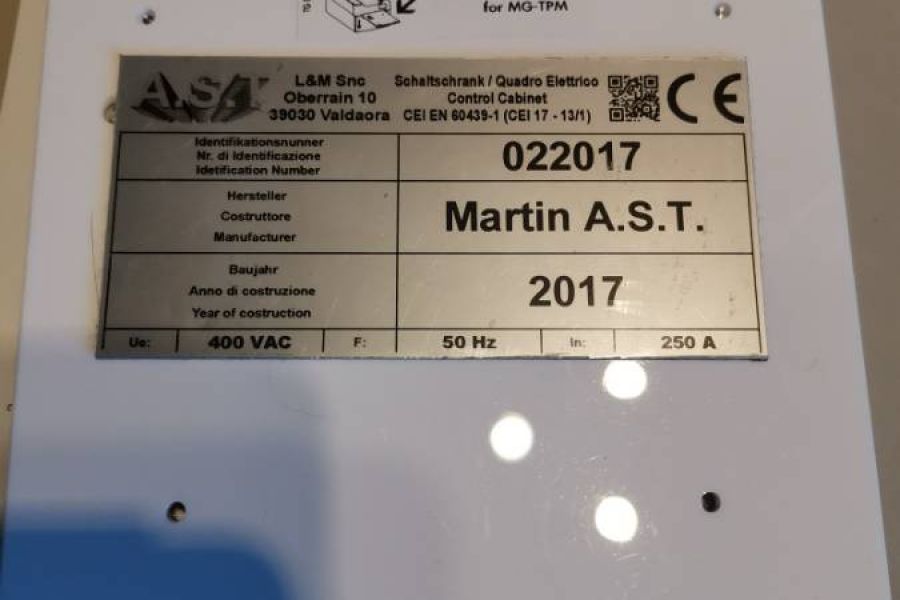 for MG-TPM
A.S.T
L&M Snc
Oberrain 10
39030 Valdaora
Schaltschrank / Quadro Elettrico
Control Cabinet
CEI EN 60439-1 (CEI 17 - 13/1)
CE
Identifikationsnunner
Nr. di Identificazione
Idetification Number
022017
Hersteller
Costruttore
Manufacturer
Martin A.S.T.
Baujahr
Anno di costruzione
Year of costruction
2017
Ue: 400 VAC F: 50 Hz In: 250 A